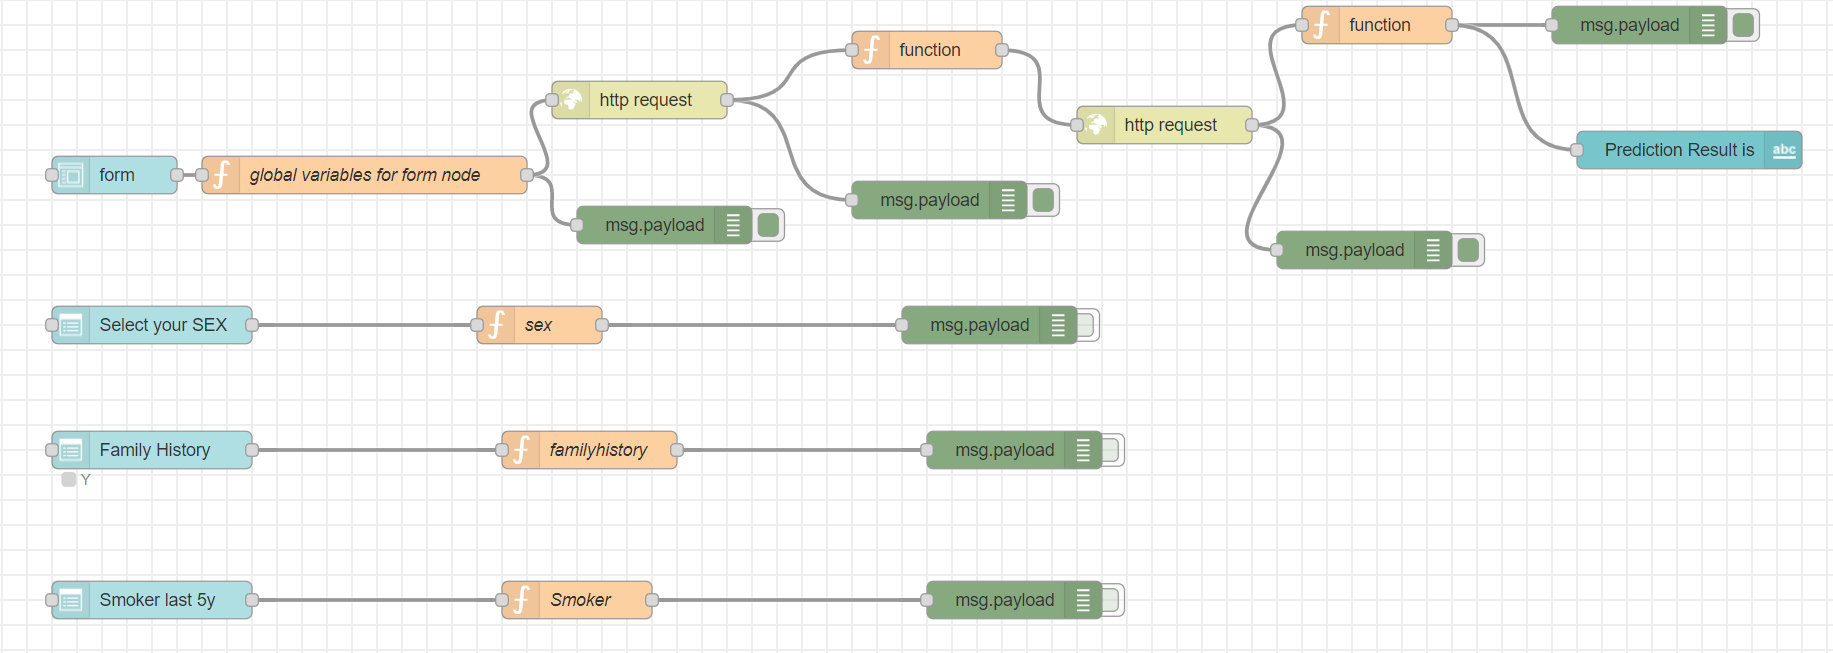 function
msg.payload
function
http request
http request
Prediction Result is
abc
form
global variables for form node
msg.payload
msg.payload
msg.payload
Select your SEX
sex
msg.payload
Family History
familyhistory
msg.payload
Y
Smoker last 5y
Smoker
msg.payload